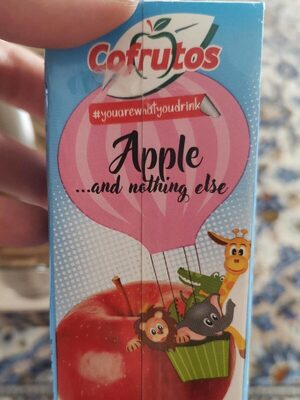 Cofrutos
#youarewhatyoudrink
Apple
...and nothing else